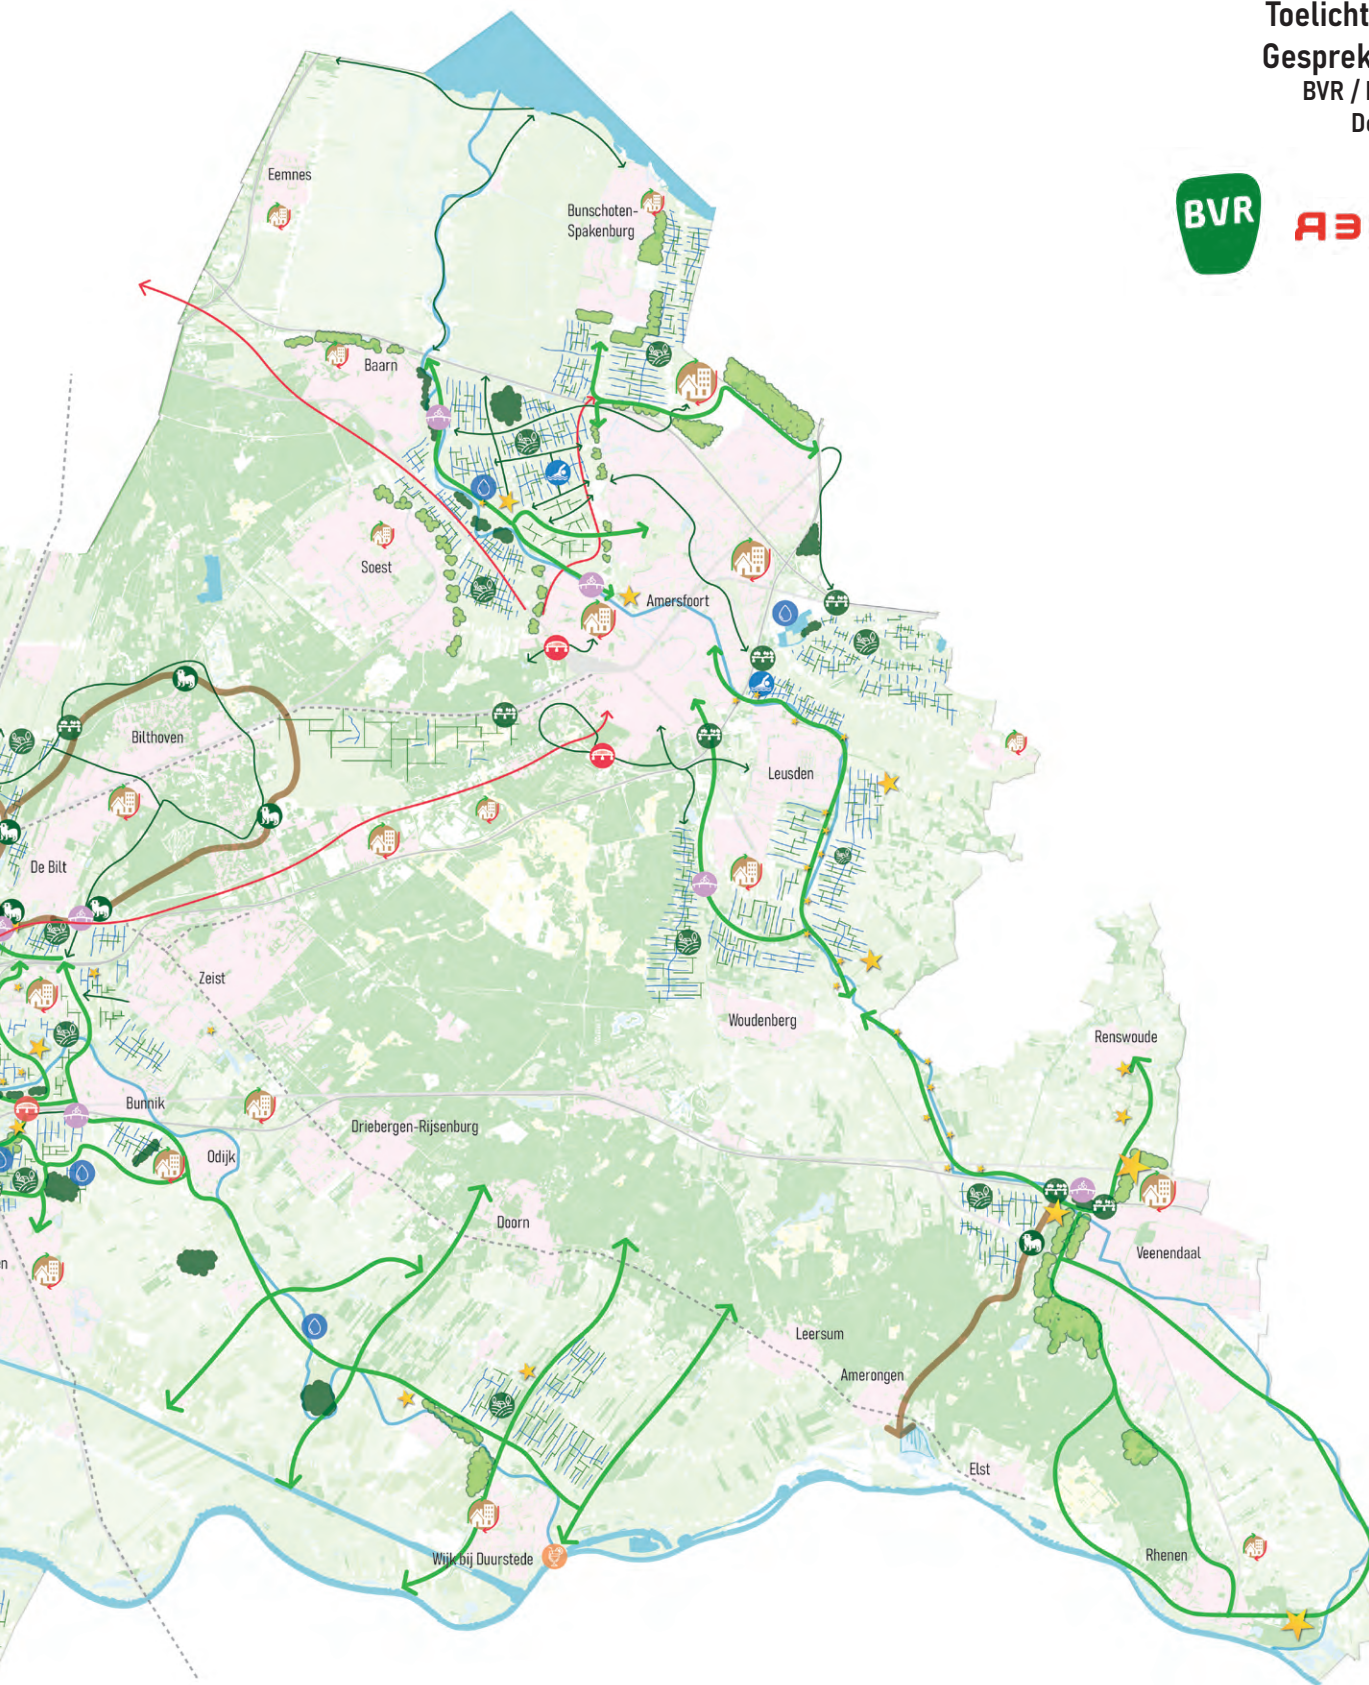 Toelicht
Gesprek
BVR /
BVR
Eemnes
Bunschoten-
Spakenburg
Baarn
Soest
Amersfoort
Bilthoven
Leusden
De Bilt
Zeist
Woudenberg
Renswoude
Bunnik
Driebergen-Rijsenburg
Odijk
Doorn
Veenendaal
Leersum
Amerongen
Elst
Rhenen
Wijk bij Duurstede